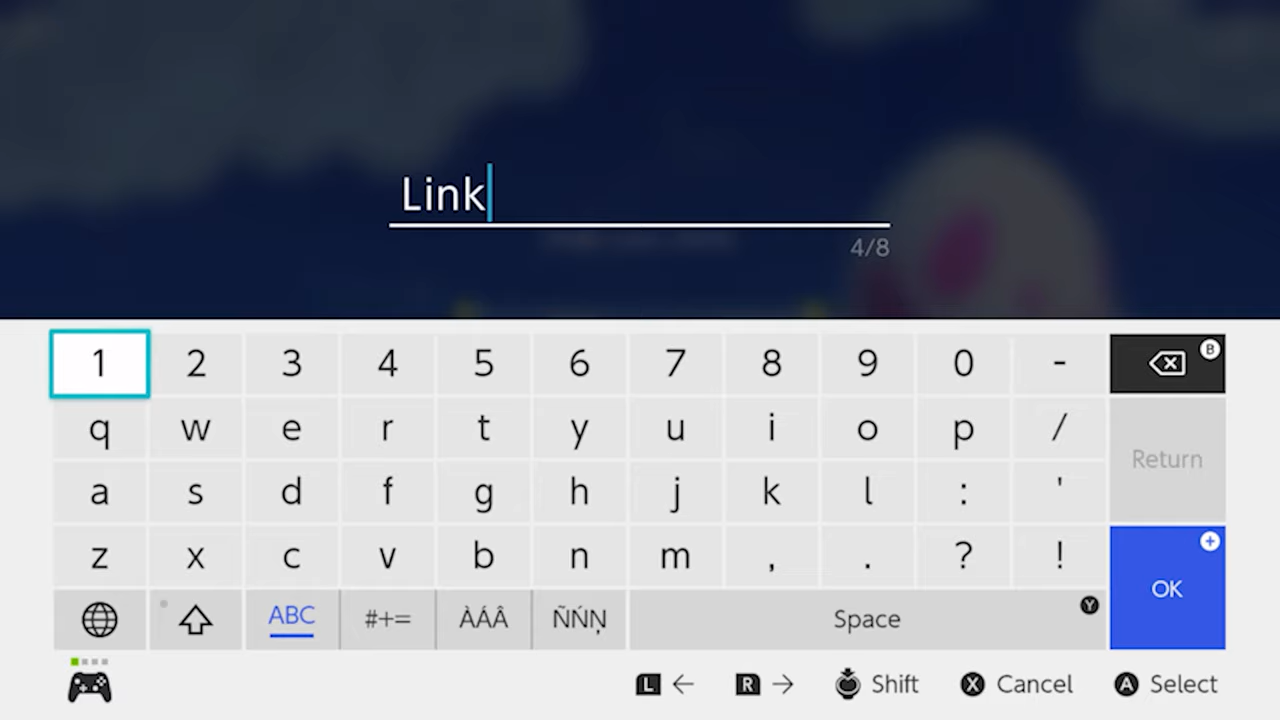 Link
4/8
1 2 3 4 5 6 7 8 9 0 - B
q w e r t y u i o p /
Return
a s d f g h j k l : '
z x c v b n m , . ? !
OK
ABC #+= ÀÁÂ ÑŃŅ Space Y
L ← R → Shift X Cancel A Select